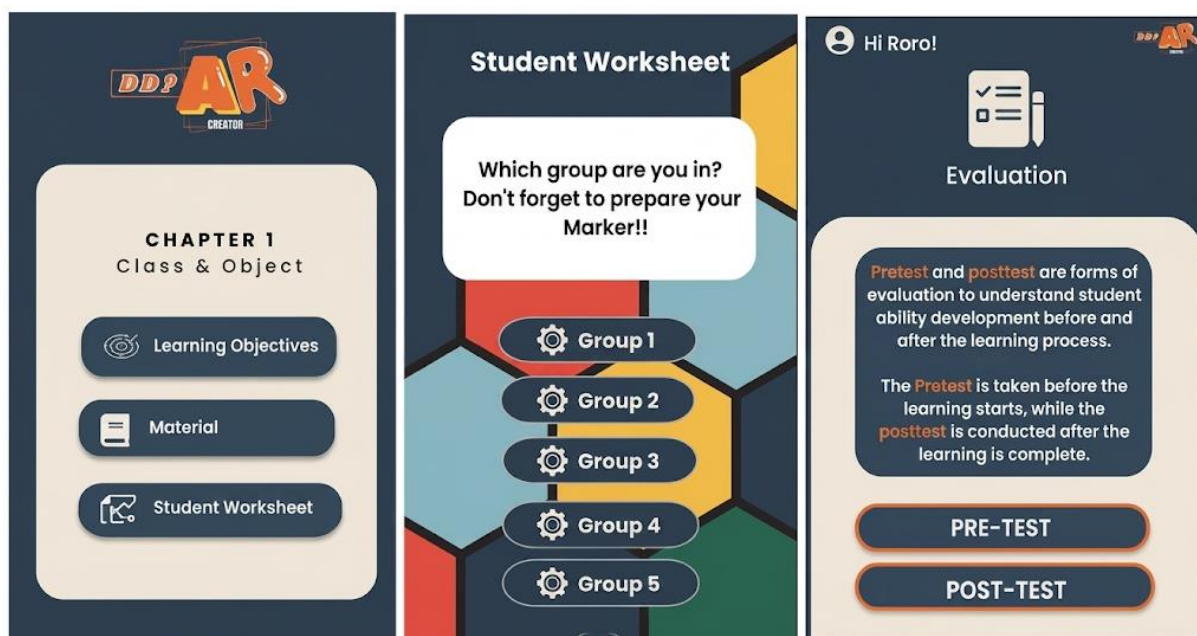 DDP
AR
CREATOR
CHAPTER 1
Class & Object
Learning Objectives
Material
Student Worksheet
Student Worksheet
Which group are you in?
Don't forget to prepare your
Marker!!
Group 1
Group 2
Group 3
Group 4
Group 5
Hi Roro!
DDP AR
Evaluation
Pretest and posttest are forms of
evaluation to understand student
ability development before and
after the learning process.
The Pretest is taken before the
learning starts, while the
posttest is conducted after the
learning is complete.
PRE-TEST
POST-TEST